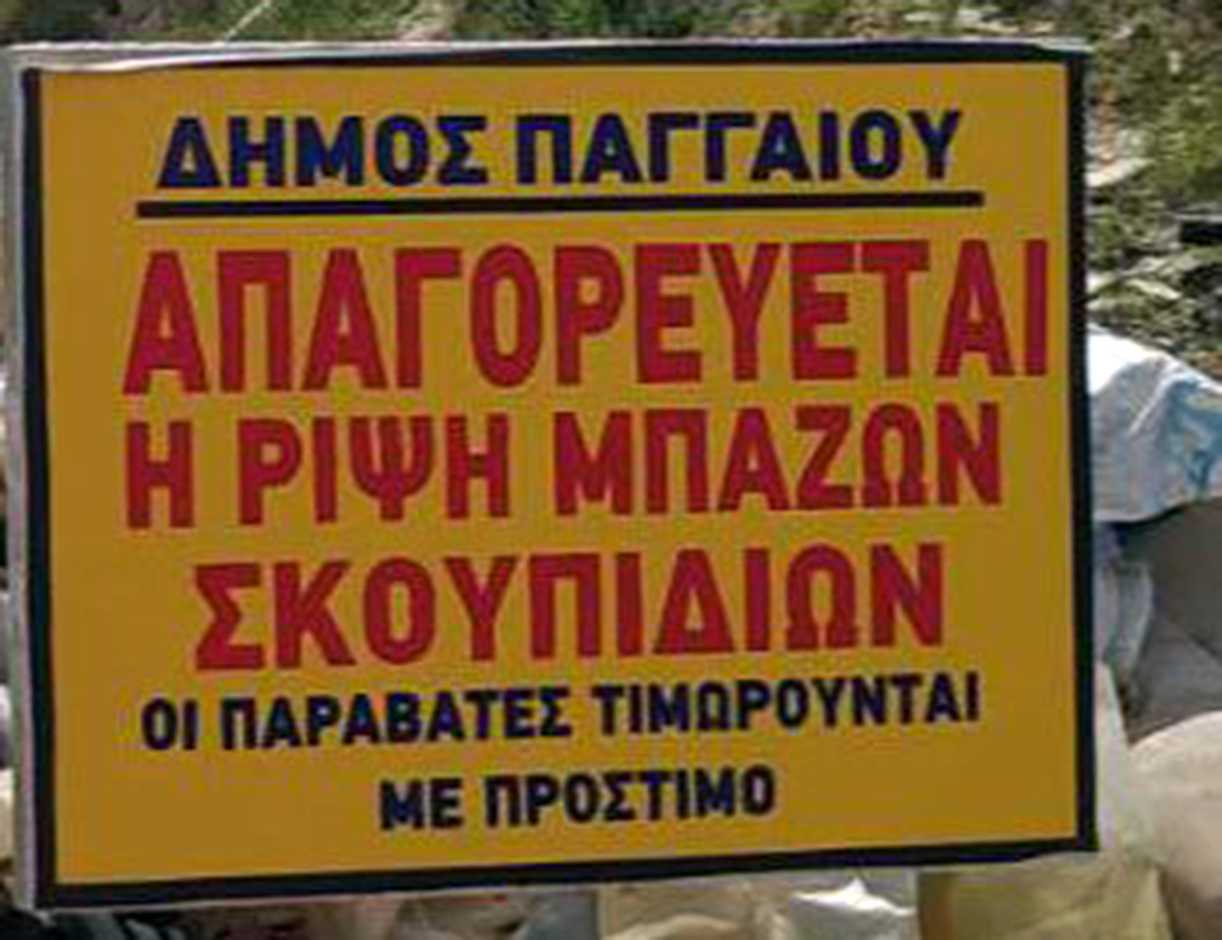 ΔΗΜΟΣ ΠΑΓΓΑΙΟΥ
ΑΠΑΓΟΡΕΥΕΤΑΙ
Η ΡΙΨΗ ΜΠΑΖΩΝ
ΣΚΟΥΠΙΔΙΩΝ
ΟΙ ΠΑΡΑΒΑΤΕΣ ΤΙΜΩΡΟΥΝΤΑΙ
ΜΕ ΠΡΟΣΤΙΜΟ